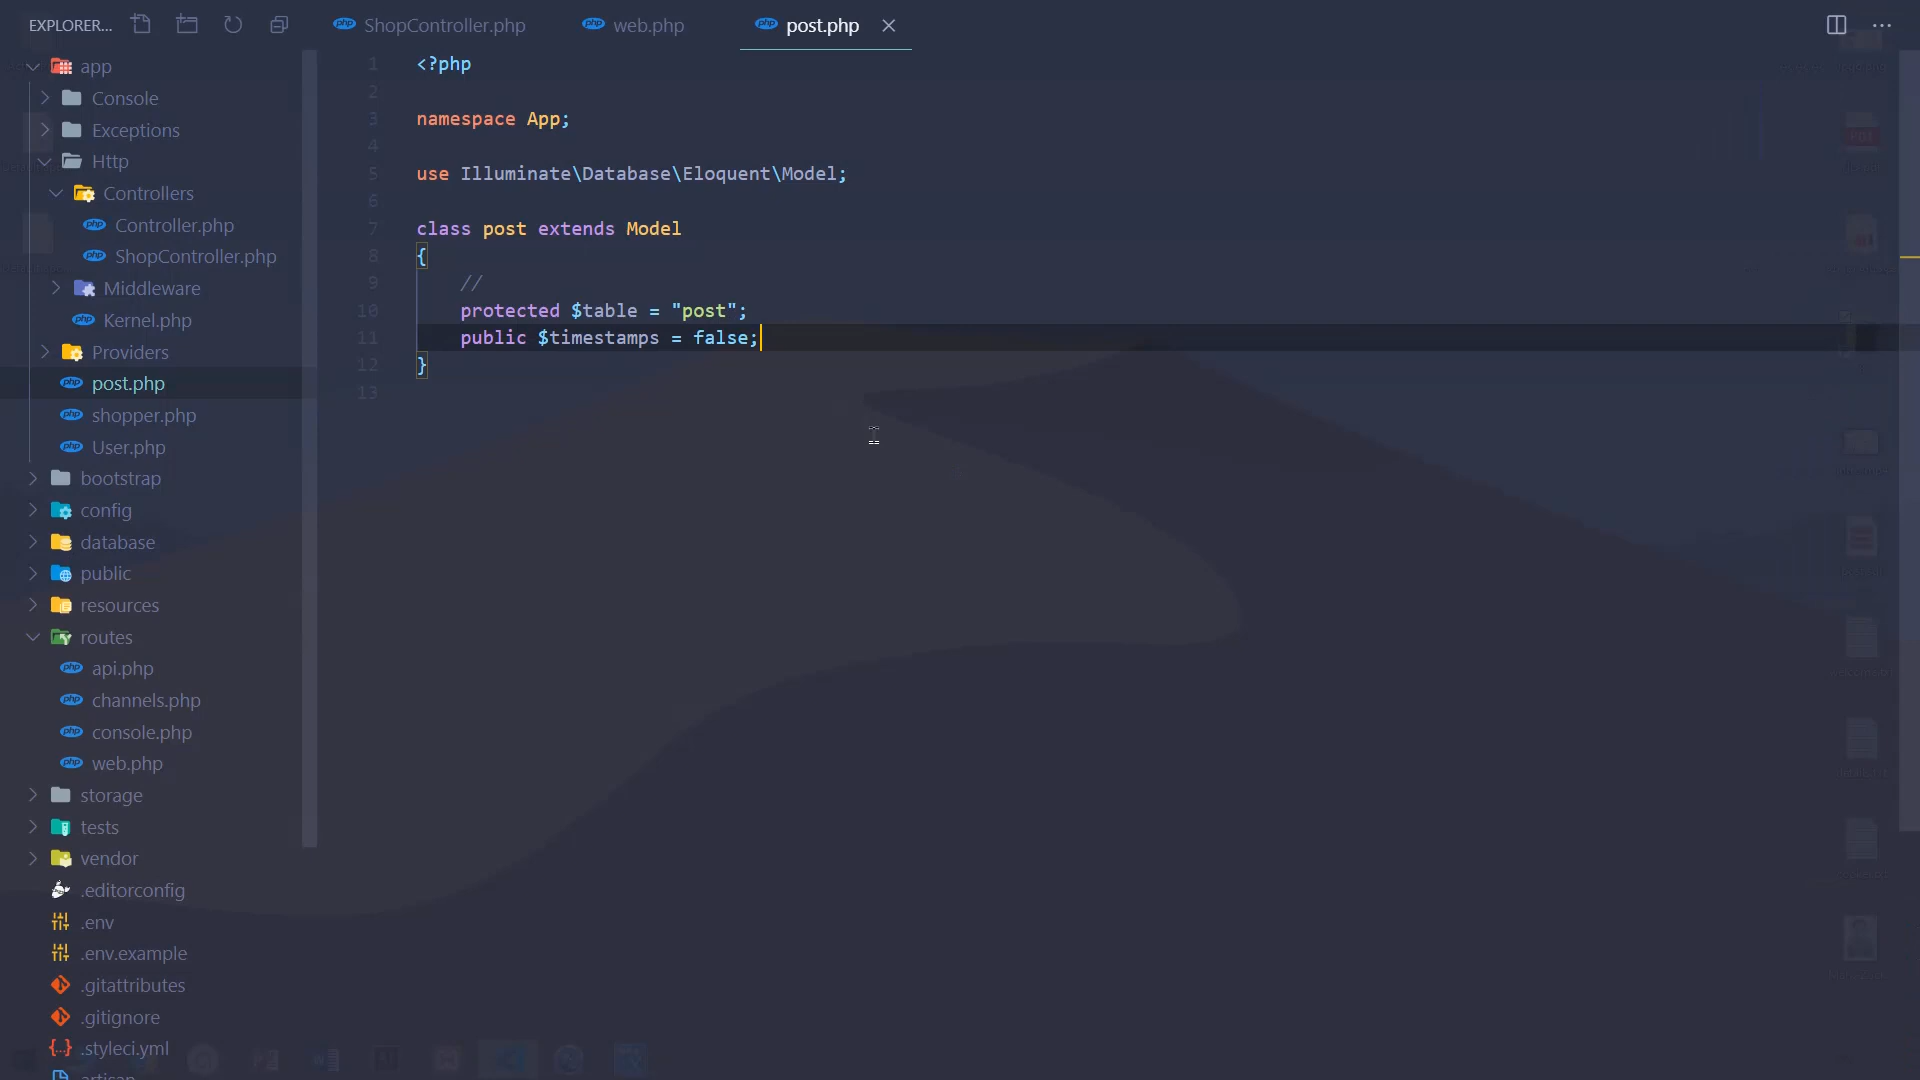 EXPLORER...
ShopController.php
web.php
post.php
app
Console
Exceptions
Http
Controllers
Controller.php
ShopController.php
Middleware
Kernel.php
Providers
post.php
shopper.php
User.php
bootstrap
config
database
public
resources
routes
api.php
channels.php
console.php
web.php
storage
tests
vendor
.editorconfig
.env
.env.example
.gitattributes
.gitignore
.styleci.yml
artisan
1 <?php
2
3 namespace App;
4
5 use Illuminate\Database\Eloquent\Model;
6
7 class post extends Model
8 {
9 //
10 protected $table = "post";
11 public $timestamps = false;
12 }
13